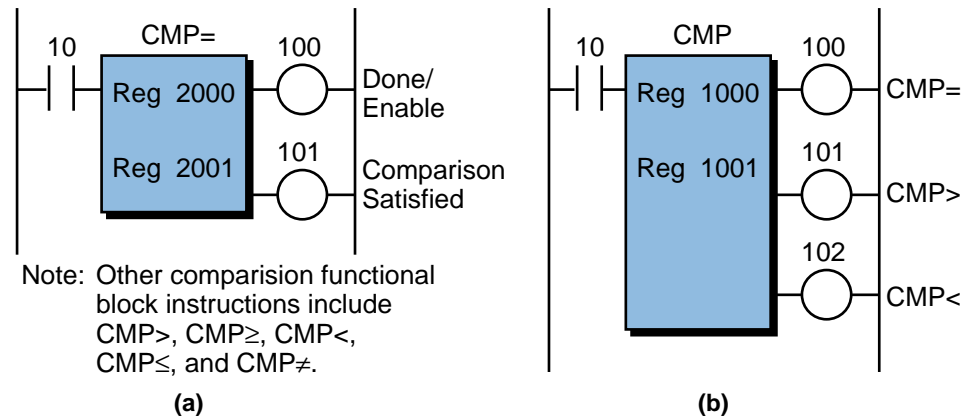 CMP=
10
100
Reg 2000
Done/
Enable
Reg 2001
101
Comparison
Satisfied
Note: Other comparision functional
block instructions include
CMP>, CMP≥, CMP<,
CMP≤, and CMP≠.
(a)
CMP
10
100
Reg 1000
CMP=
Reg 1001
101
CMP>
102
CMP<
(b)